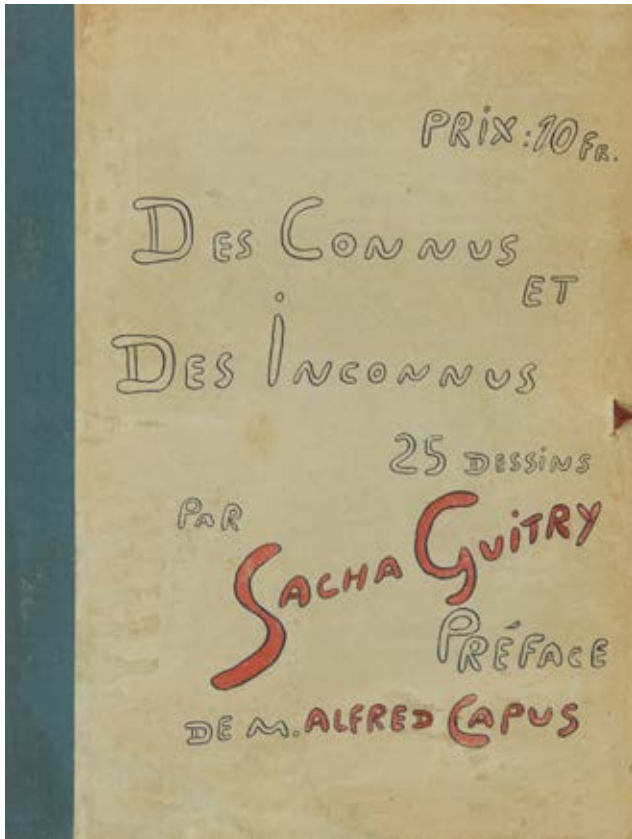 PRIX : 10 FR.
DES CONNUS
ET
DES INCONNUS
25 DESSINS
PAR
SACHA GUITRY
PRÉFACE
DE M. ALFRED CAPUS